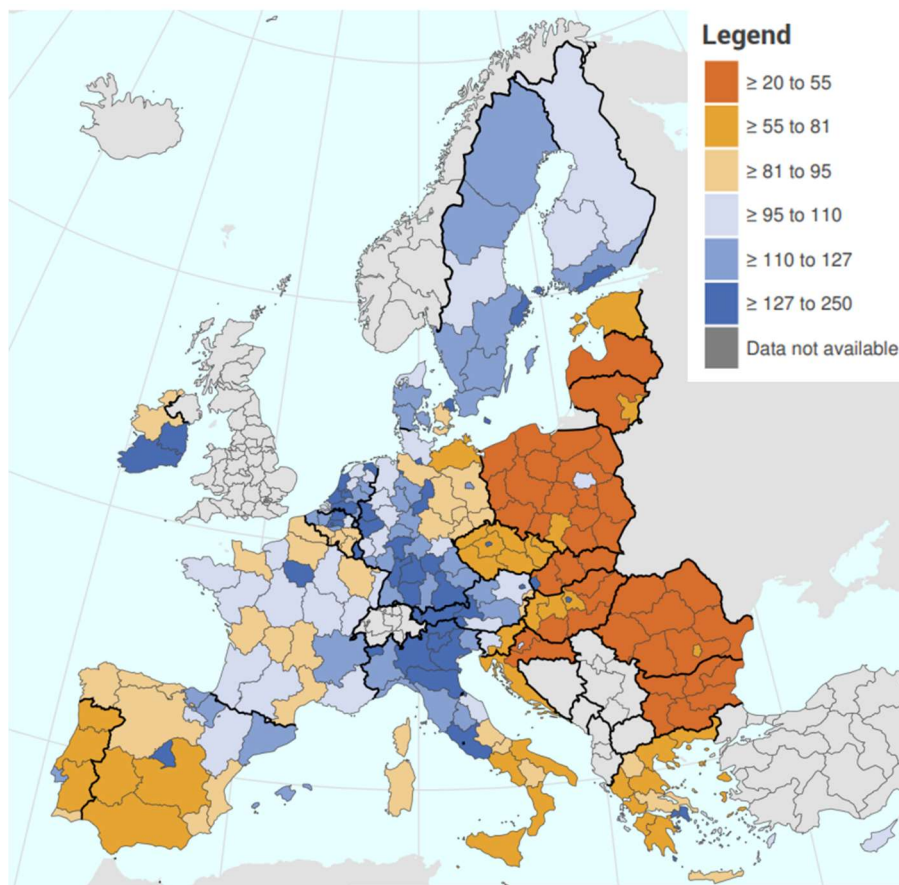 Legend
≥ 20 to 55
≥ 55 to 81
≥ 81 to 95
≥ 95 to 110
≥ 110 to 127
≥ 127 to 250
Data not available